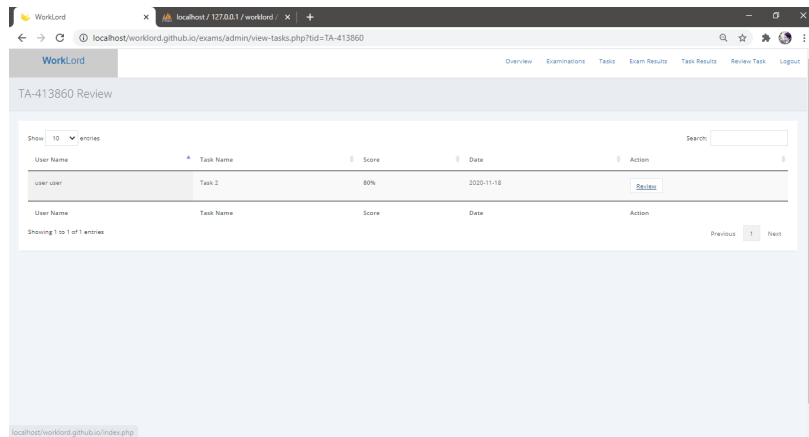 WorkLord
localhost / 127.0.0.1 / worklord /
localhost/worklord.github.io/exams/admin/view-tasks.php?tid=TA-413860
WorkLord
Overview Examinations Tasks Exam Results Task Results Review Task Logout
TA-413860 Review
Show 10 entries
Search:
User Name Task Name Score Date Action
user user Task 2 80% 2020-11-18 Review
User Name Task Name Score Date Action
Showing 1 to 1 of 1 entries
Previous 1 Next
localhost/worklord.github.io/index.php